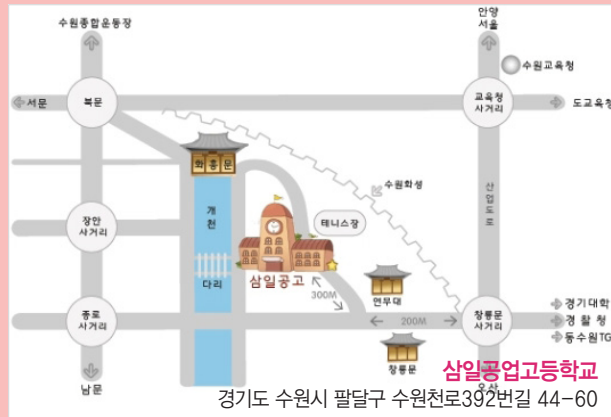 수원종합운동장
안양
서울
수원교육청
서문
북문
교육청
사거리
도교육청
화홍문
수원화성
산업도로
개천
테니스장
장안
사거리
다리
삼일공고
300M
연무대
종로
사거리
200M
창룡문
사거리
경기대학
경찰청
동수원TG
창룡문
남문
오산
삼일공업고등학교
경기도 수원시 팔달구 수원천로392번길 44-60